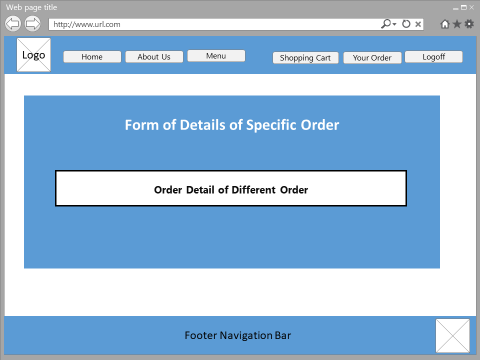 Web page title
http://www.url.com
Logo
Home
About Us
Menu
Shopping Cart
Your Order
Logoff
Form of Details of Specific Order
Order Detail of Different Order
Footer Navigation Bar